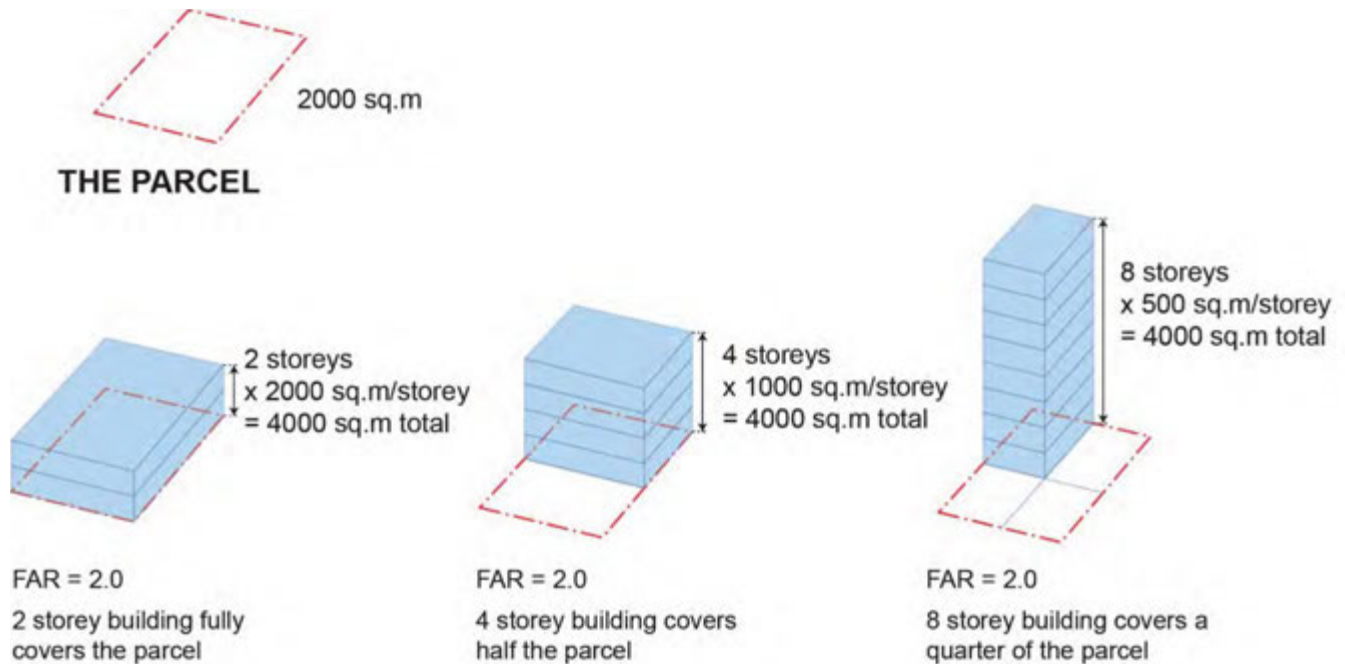 2000 sq.m
THE PARCEL
2 storeys
x 2000 sq.m/storey
= 4000 sq.m total
FAR = 2.0
2 storey building fully
covers the parcel
4 storeys
x 1000 sq.m/storey
= 4000 sq.m total
FAR = 2.0
4 storey building covers
half the parcel
8 storeys
x 500 sq.m/storey
= 4000 sq.m total
FAR = 2.0
8 storey building covers a
quarter of the parcel